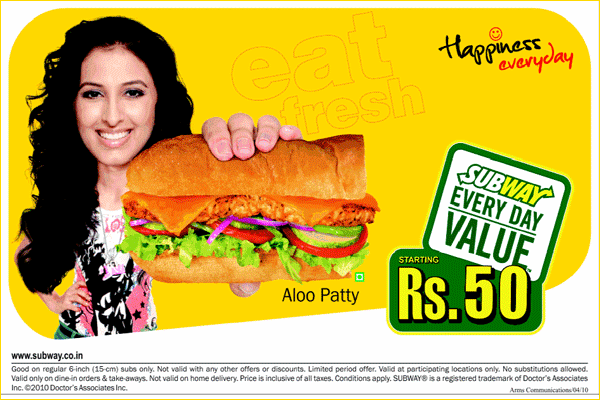 eat
fresh
Happiness
everyday
SUBWAY
EVERY DAY
VALUE
STARTING
Rs.50
Aloo Patty
www.subway.co.in
Good on regular 6-inch (15-cm) subs only. Not valid with any other offers or discounts. Limited period offer. Valid at participating locations only. No substitutions allowed.
Valid only on dine-in orders & take-aways. Not valid on home delivery. Price is inclusive of all taxes. Conditions apply. SUBWAY® is a registered trademark of Doctor's Associates
Inc. ©2010 Doctor's Associates Inc.
Arms Communications/04/10